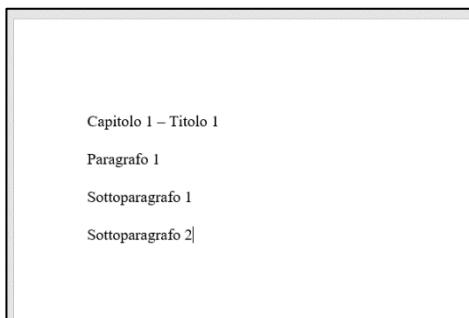 Capitolo 1 – Titolo 1
Paragrafo 1
Sottoparagrafo 1
Sottoparagrafo 2